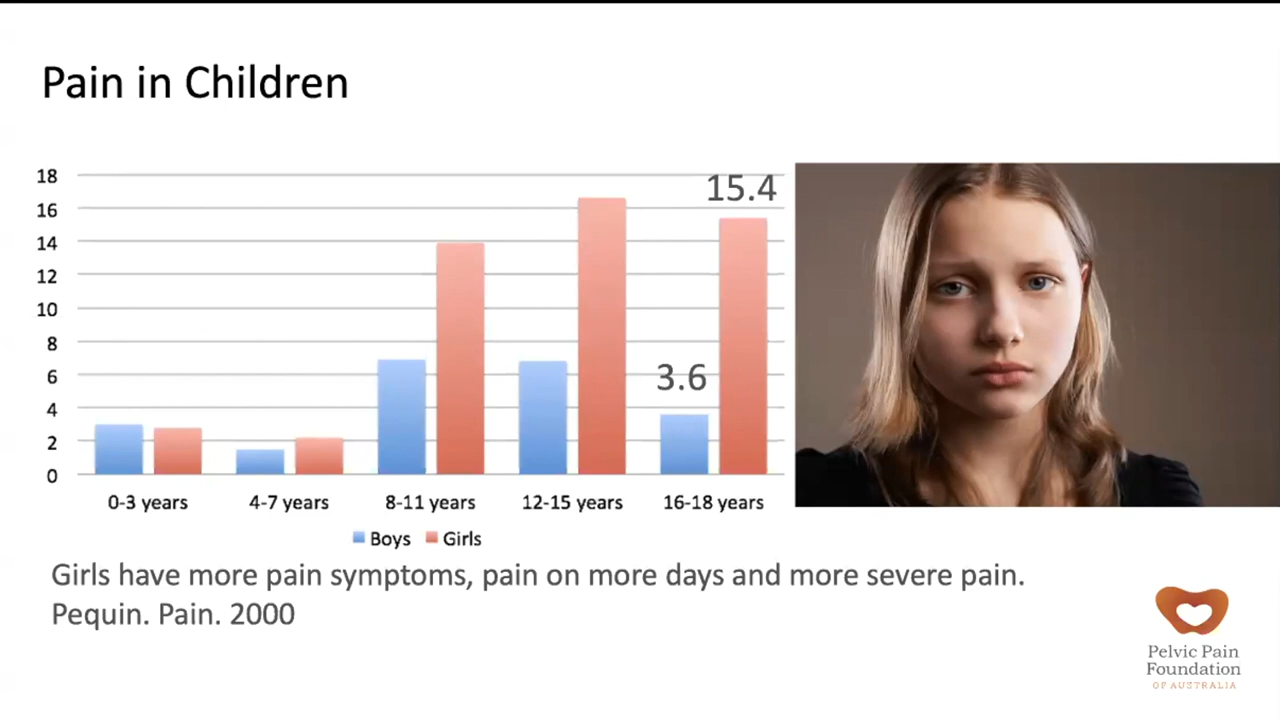 Pain in Children
18
16
14
12
10
8
6
4
2
0
15.4
3.6
0-3 years
4-7 years
8-11 years
12-15 years
16-18 years
Boys
Girls
Girls have more pain symptoms, pain on more days and more severe pain.
Pequin. Pain. 2000
Pelvic Pain
Foundation
OF AUSTRALIA